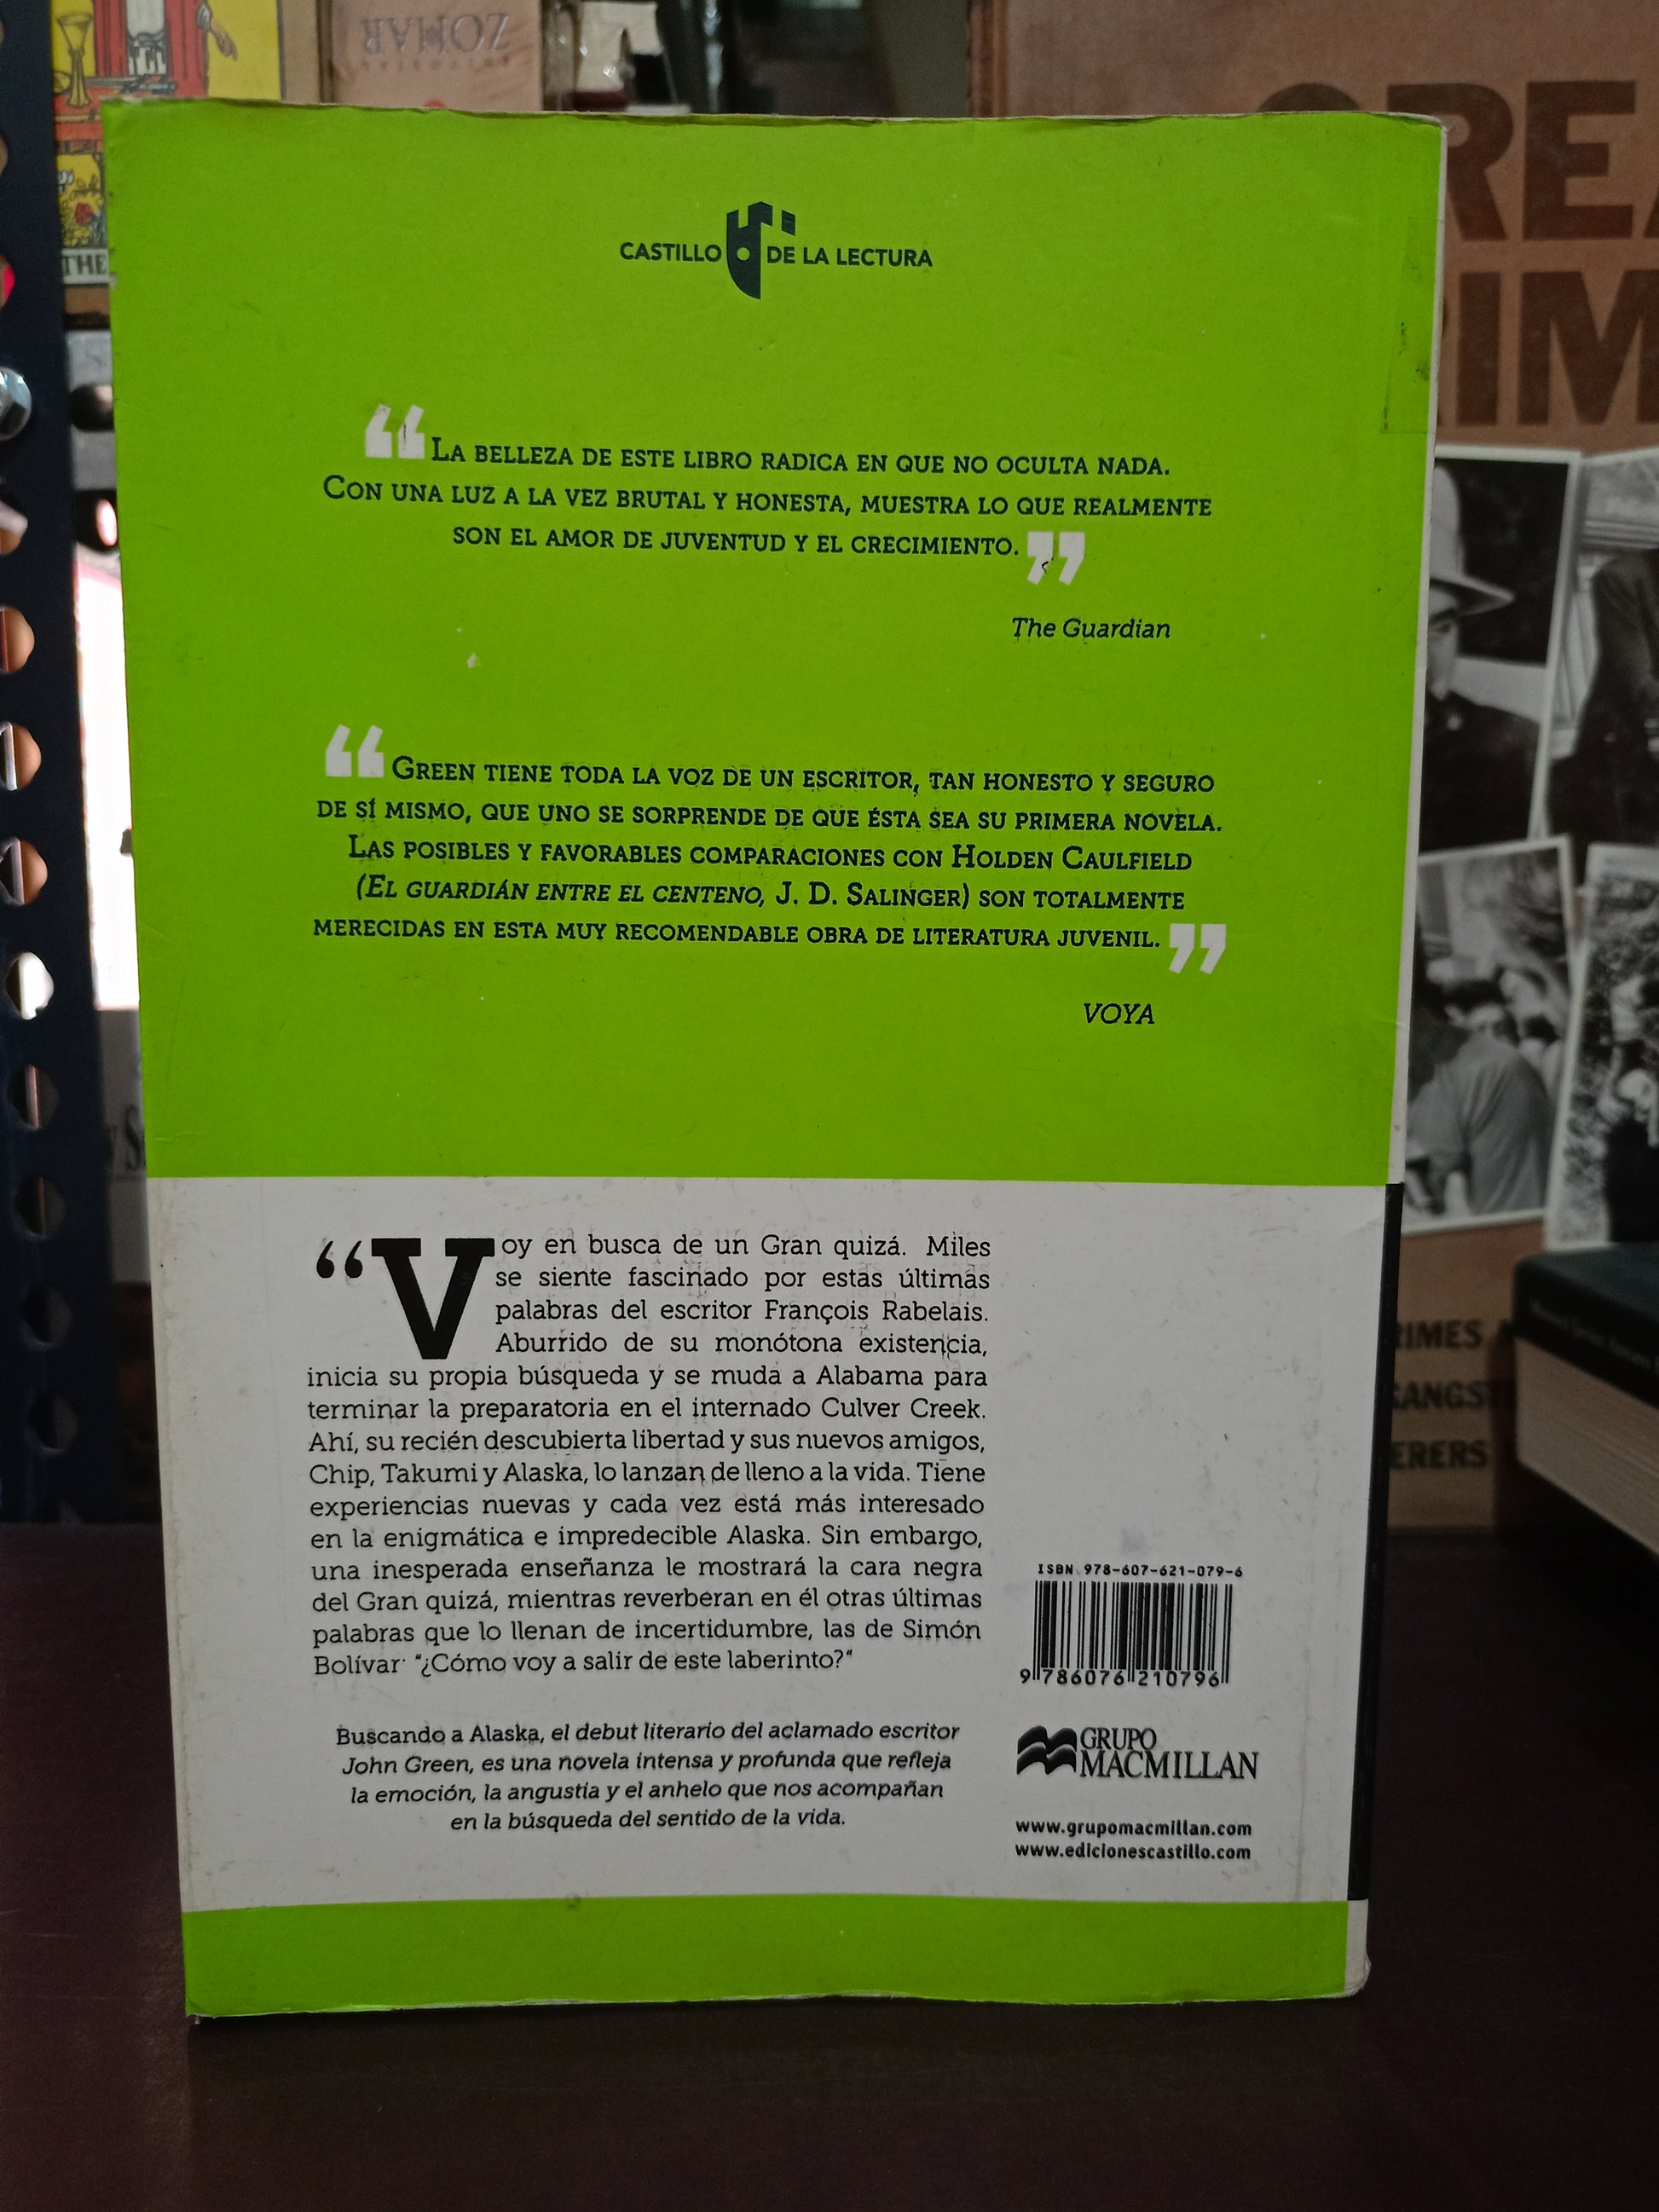 ZOHAR
THE
CASTILLO DE LA LECTURA
“LA BELLEZA DE ESTE LIBRO RADICA EN QUE NO OCULTA NADA.
CON UNA LUZ A LA VEZ BRUTAL Y HONESTA, MUESTRA LO QUE REALMENTE
SON EL AMOR DE JUVENTUD Y EL CRECIMIENTO.”
The Guardian
“GREEN TIENE TODA LA VOZ DE UN ESCRITOR, TAN HONESTO Y SEGURO
DE SÍ MISMO, QUE UNO SE SORPRENDE DE QUE ÉSTA SEA SU PRIMERA NOVELA.
LAS POSIBLES Y FAVORABLES COMPARACIONES CON HOLDEN CAULFIELD
(EL GUARDIÁN ENTRE EL CENTENO, J. D. SALINGER) SON TOTALMENTE
MERECIDAS EN ESTA MUY RECOMENDABLE OBRA DE LITERATURA JUVENIL.”
VOYA
“Voy en busca de un Gran quizá. Miles
se siente fascinado por estas últimas
palabras del escritor François Rabelais.
Aburrido de su monótona existencia,
inicia su propia búsqueda y se muda a Alabama para
terminar la preparatoria en el internado Culver Creek.
Ahí, su recién descubierta libertad y sus nuevos amigos,
Chip, Takumi y Alaska, lo lanzan de lleno a la vida. Tiene
experiencias nuevas y cada vez está más interesado
en la enigmática e impredecible Alaska. Sin embargo,
una inesperada enseñanza le mostrará la cara negra
del Gran quizá, mientras reverberan en él otras últimas
palabras que lo llenan de incertidumbre, las de Simón
Bolívar: "¿Cómo voy a salir de este laberinto?"
Buscando a Alaska, el debut literario del aclamado escritor
John Green, es una novela intensa y profunda que refleja
la emoción, la angustia y el anhelo que nos acompañan
en la búsqueda del sentido de la vida.
ISBN 978-607-621-079-6
9 786076 210796
GRUPO
MACMILLAN
www.grupomacmillan.com
www.edicionescastillo.com